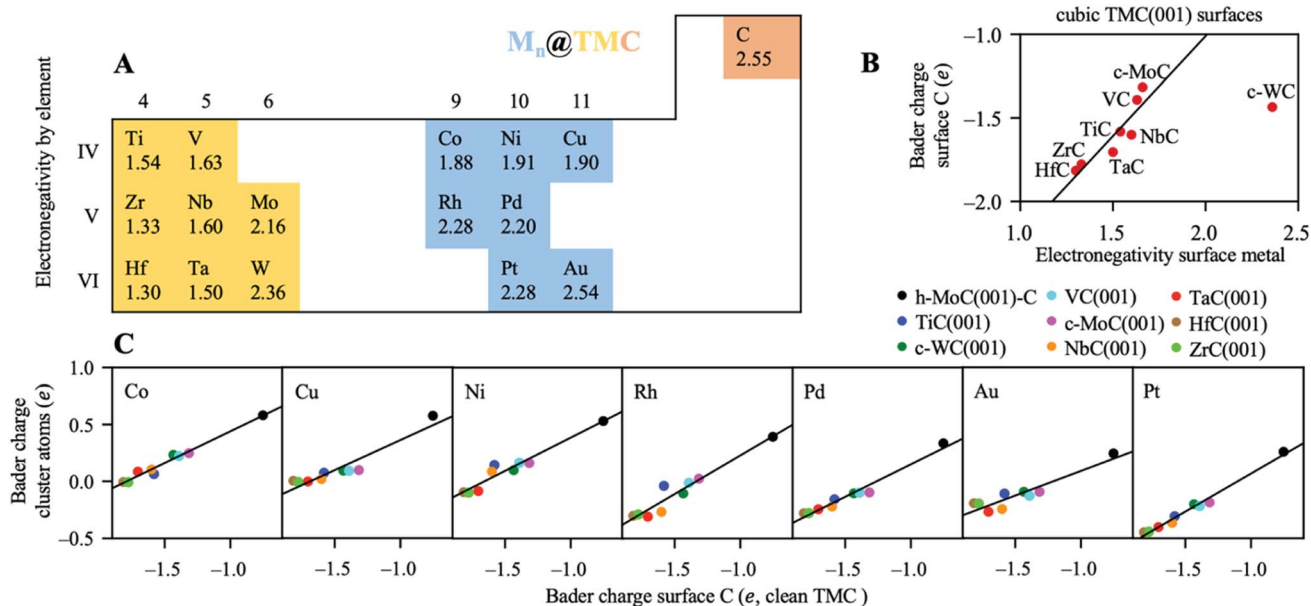 A
Mn@TMC
C
2.55
Electronegativity by element
4 5 6 9 10 11
IV
V
VI
Ti V Co Ni Cu
1.54 1.63 1.88 1.91 1.90
Zr Nb Mo Rh Pd
1.33 1.60 2.16 2.28 2.20
Hf Ta W Pt Au
1.30 1.50 2.36 2.28 2.54
B
cubic TMC(001) surfaces
Bader charge
surface C (e)
−1.0
−1.5
−2.0
c-MoC
VC
c-WC
TiC
NbC
ZrC
TaC
HfC
1.0 1.5 2.0 2.5
Electronegativity surface metal
h-MoC(001)-C VC(001) TaC(001)
TiC(001) c-MoC(001) HfC(001)
c-WC(001) NbC(001) ZrC(001)
C
Bader charge
cluster atoms (e)
1.0
0.5
0.0
−0.5
Co Cu Ni Rh Pd Au Pt
−1.5 −1.0 −1.5 −1.0 −1.5 −1.0 −1.5 −1.0 −1.5 −1.0 −1.5 −1.0 −1.5 −1.0
Bader charge surface C (e, clean TMC )